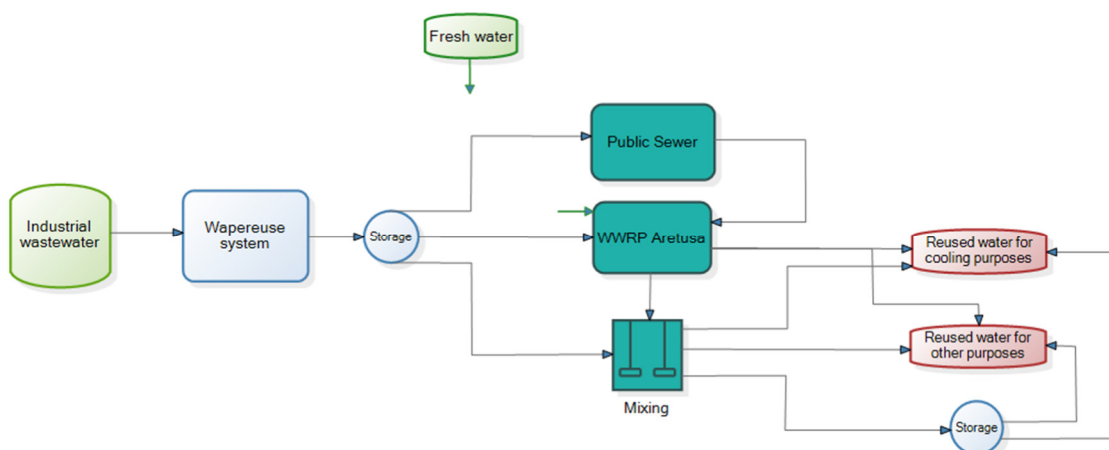 Fresh water
Public Sewer
Industrial
wastewater
Wapereuse
system
Storage
WWRP Aretusa
Reused water for
cooling purposes
Reused water for
other purposes
Mixing
Storage